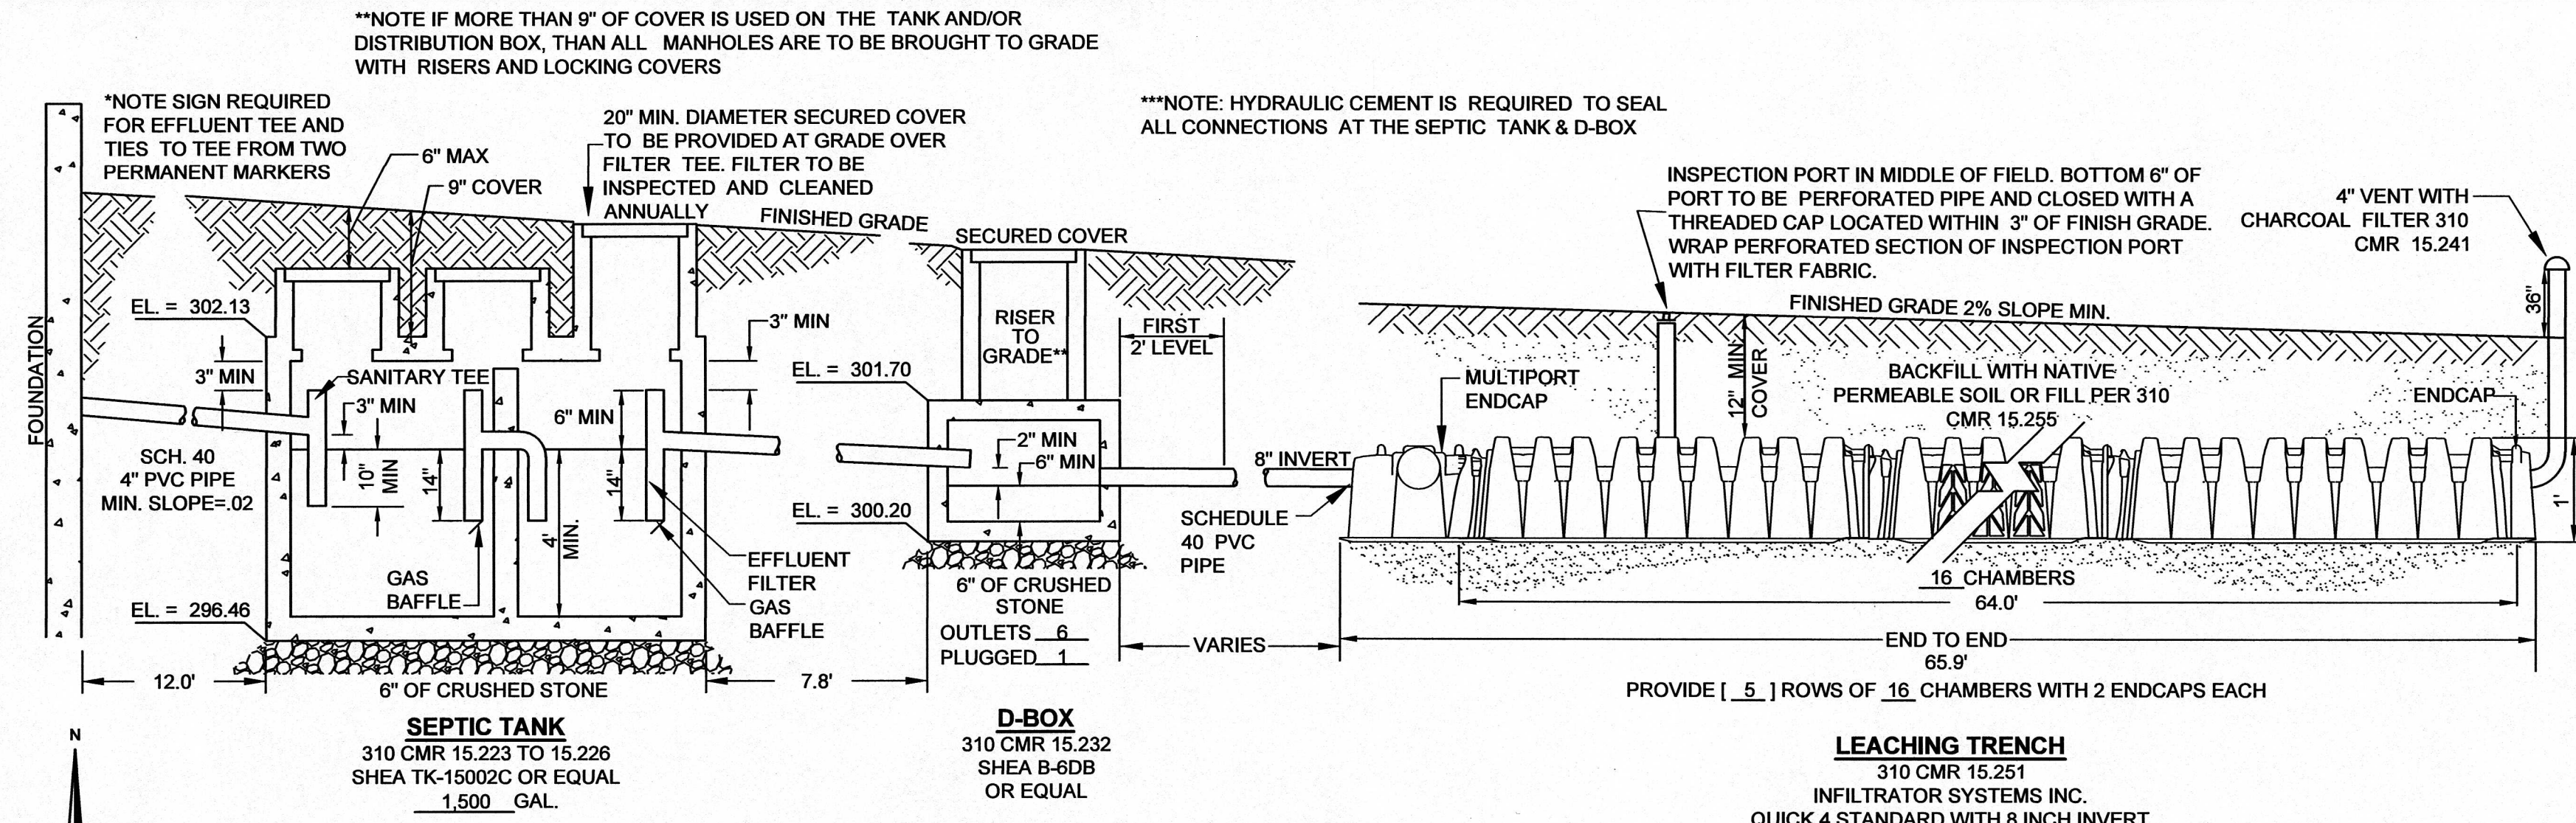 **NOTE IF MORE THAN 9" OF COVER IS USED ON THE TANK AND/OR
DISTRIBUTION BOX, THAN ALL MANHOLES ARE TO BE BROUGHT TO GRADE
WITH RISERS AND LOCKING COVERS
*NOTE SIGN REQUIRED
FOR EFFLUENT TEE AND
TIES TO TEE FROM TWO
PERMANENT MARKERS
6" MAX
9" COVER
20" MIN. DIAMETER SECURED COVER
TO BE PROVIDED AT GRADE OVER
FILTER TEE. FILTER TO BE
INSPECTED AND CLEANED
ANNUALLY
FINISHED GRADE
***NOTE: HYDRAULIC CEMENT IS REQUIRED TO SEAL
ALL CONNECTIONS AT THE SEPTIC TANK & D-BOX
FOUNDATION
EL. = 302.13
3" MIN
SANITARY TEE
3" MIN
10" MIN
14"
6" MIN
14"
3" MIN
4' MIN.
SCH. 40
4" PVC PIPE
MIN. SLOPE=.02
EL. = 296.46
GAS
BAFFLE
EFFLUENT
FILTER
GAS
BAFFLE
12.0'
6" OF CRUSHED STONE
7.8'
SEPTIC TANK
310 CMR 15.223 TO 15.226
SHEA TK-15002C OR EQUAL
1,500 GAL.
N
SECURED COVER
RISER
TO
GRADE**
FIRST
2' LEVEL
EL. = 301.70
2" MIN
6" MIN
EL. = 300.20
6" OF CRUSHED
STONE
OUTLETS 6
PLUGGED 1
VARIES
D-BOX
310 CMR 15.232
SHEA B-6DB
OR EQUAL
INSPECTION PORT IN MIDDLE OF FIELD. BOTTOM 6" OF
PORT TO BE PERFORATED PIPE AND CLOSED WITH A
THREADED CAP LOCATED WITHIN 3" OF FINISH GRADE.
WRAP PERFORATED SECTION OF INSPECTION PORT
WITH FILTER FABRIC.
4" VENT WITH
CHARCOAL FILTER 310
CMR 15.241
36"
FINISHED GRADE 2% SLOPE MIN.
12" MIN
COVER
MULTIPORT
ENDCAP
BACKFILL WITH NATIVE
PERMEABLE SOIL OR FILL PER 310
CMR 15.255
ENDCAP
8" INVERT
SCHEDULE
40 PVC
PIPE
1'
16 CHAMBERS
64.0'
END TO END
65.9'
PROVIDE [ 5 ] ROWS OF 16 CHAMBERS WITH 2 ENDCAPS EACH
LEACHING TRENCH
310 CMR 15.251
INFILTRATOR SYSTEMS INC.
QUICK 4 STANDARD WITH 8 INCH INVERT